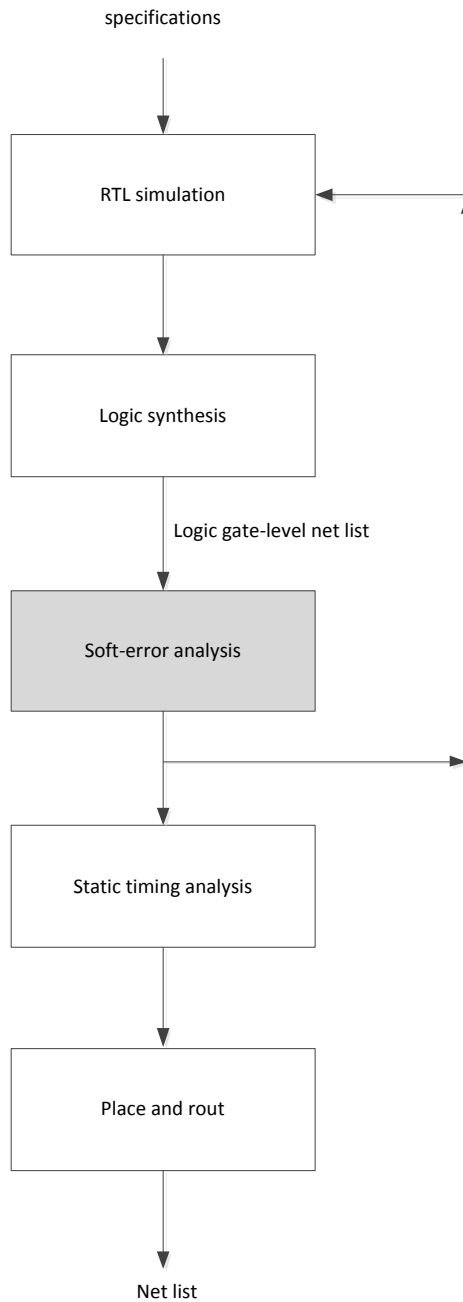 specifications
RTL simulation
Logic synthesis
Logic gate-level net list
Soft-error analysis
Static timing analysis
Place and rout
Net list